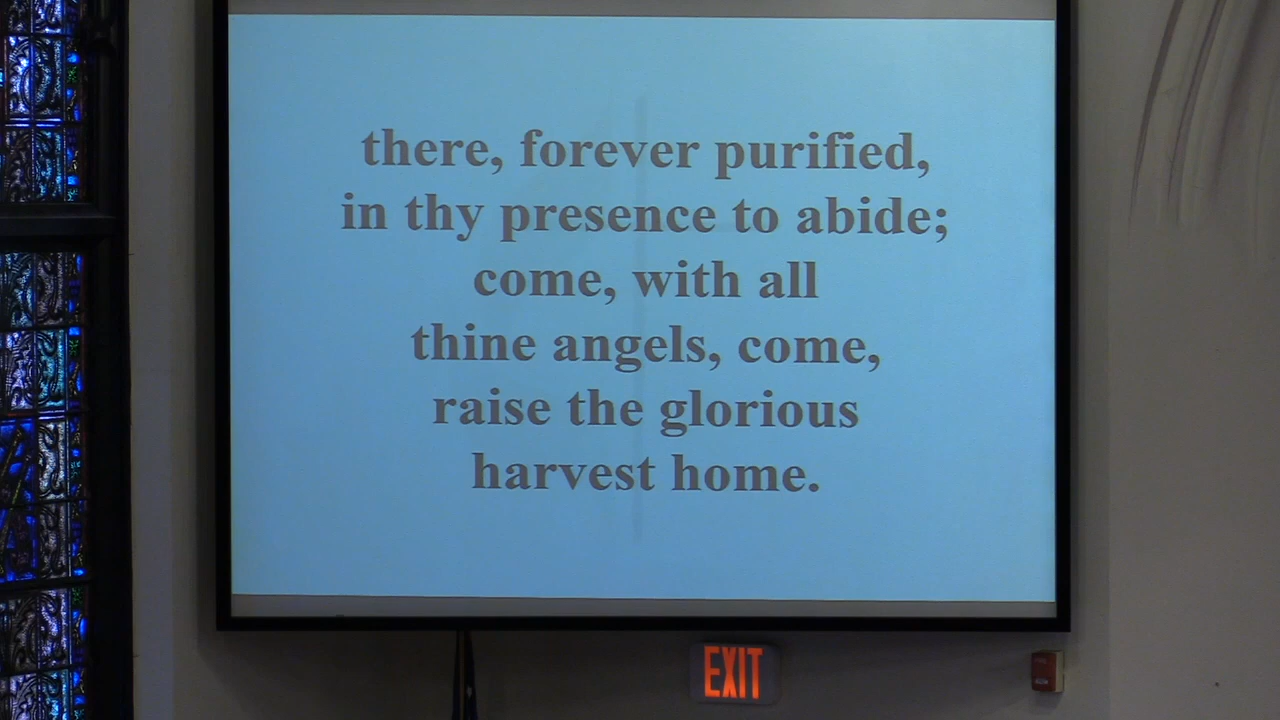 there, forever purified,
in thy presence to abide;
come, with all
thine angels, come,
raise the glorious
harvest home.
EXIT